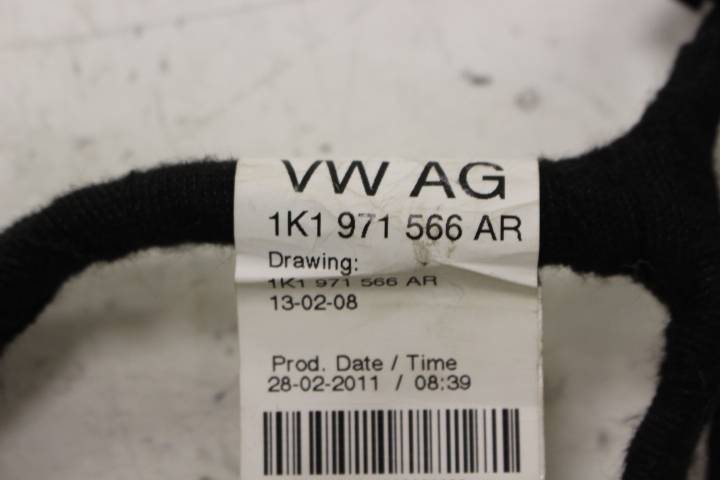 VW AG
1K1 971 566 AR
Drawing:
1K1 971 566 AR
13-02-08
Prod. Date / Time
28-02-2011 / 08:39